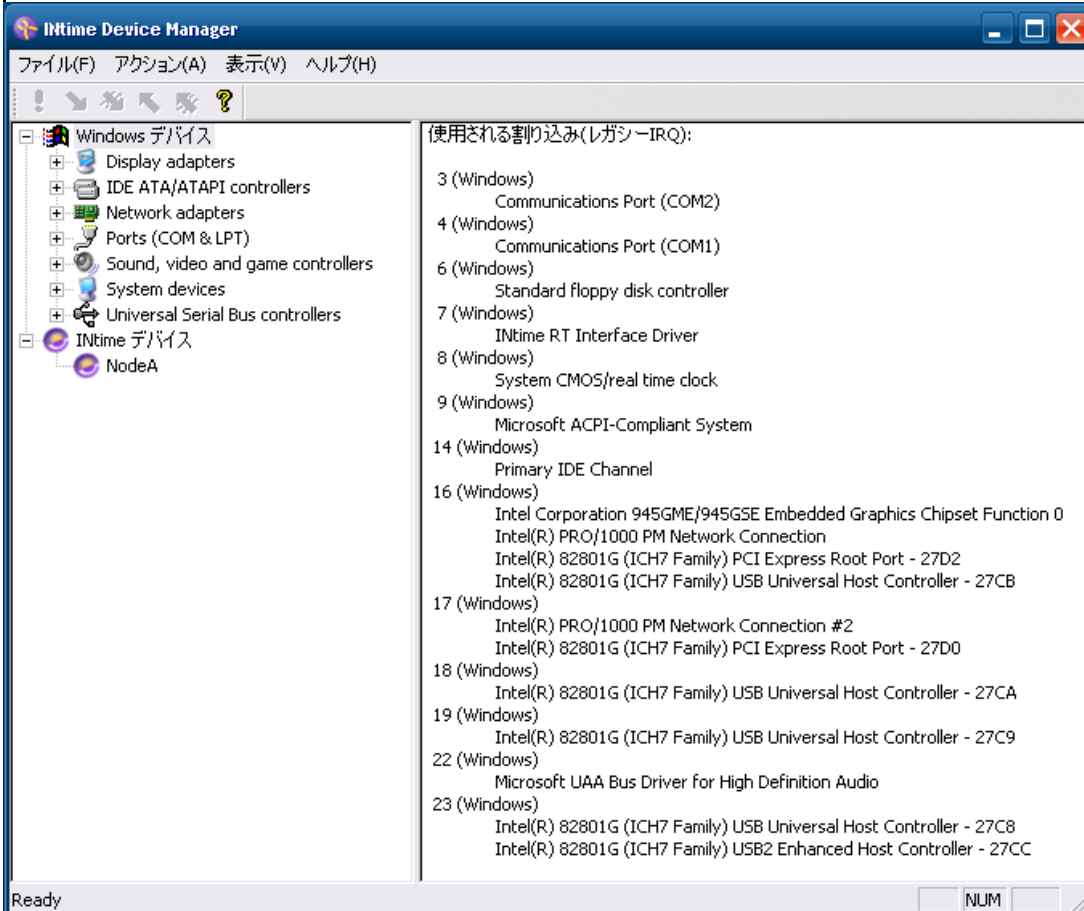 INtime Device Manager
ファイル(F) アクション(A) 表示(V) ヘルプ(H)
Windows デバイス
Display adapters
IDE ATA/ATAPI controllers
Network adapters
Ports (COM & LPT)
Sound, video and game controllers
System devices
Universal Serial Bus controllers
INtime デバイス
NodeA
使用される割り込み(レガシーIRQ):
3 (Windows)
Communications Port (COM2)
4 (Windows)
Communications Port (COM1)
6 (Windows)
Standard floppy disk controller
7 (Windows)
INtime RT Interface Driver
8 (Windows)
System CMOS/real time clock
9 (Windows)
Microsoft ACPI-Compliant System
14 (Windows)
Primary IDE Channel
16 (Windows)
Intel Corporation 945GME/945GSE Embedded Graphics Chipset Function 0
Intel(R) PRO/1000 PM Network Connection
Intel(R) 82801G (ICH7 Family) PCI Express Root Port - 27D2
Intel(R) 82801G (ICH7 Family) USB Universal Host Controller - 27CB
17 (Windows)
Intel(R) PRO/1000 PM Network Connection #2
Intel(R) 82801G (ICH7 Family) PCI Express Root Port - 27D0
18 (Windows)
Intel(R) 82801G (ICH7 Family) USB Universal Host Controller - 27CA
19 (Windows)
Intel(R) 82801G (ICH7 Family) USB Universal Host Controller - 27C9
22 (Windows)
Microsoft UAA Bus Driver for High Definition Audio
23 (Windows)
Intel(R) 82801G (ICH7 Family) USB Universal Host Controller - 27C8
Intel(R) 82801G (ICH7 Family) USB2 Enhanced Host Controller - 27CC
Ready
NUM